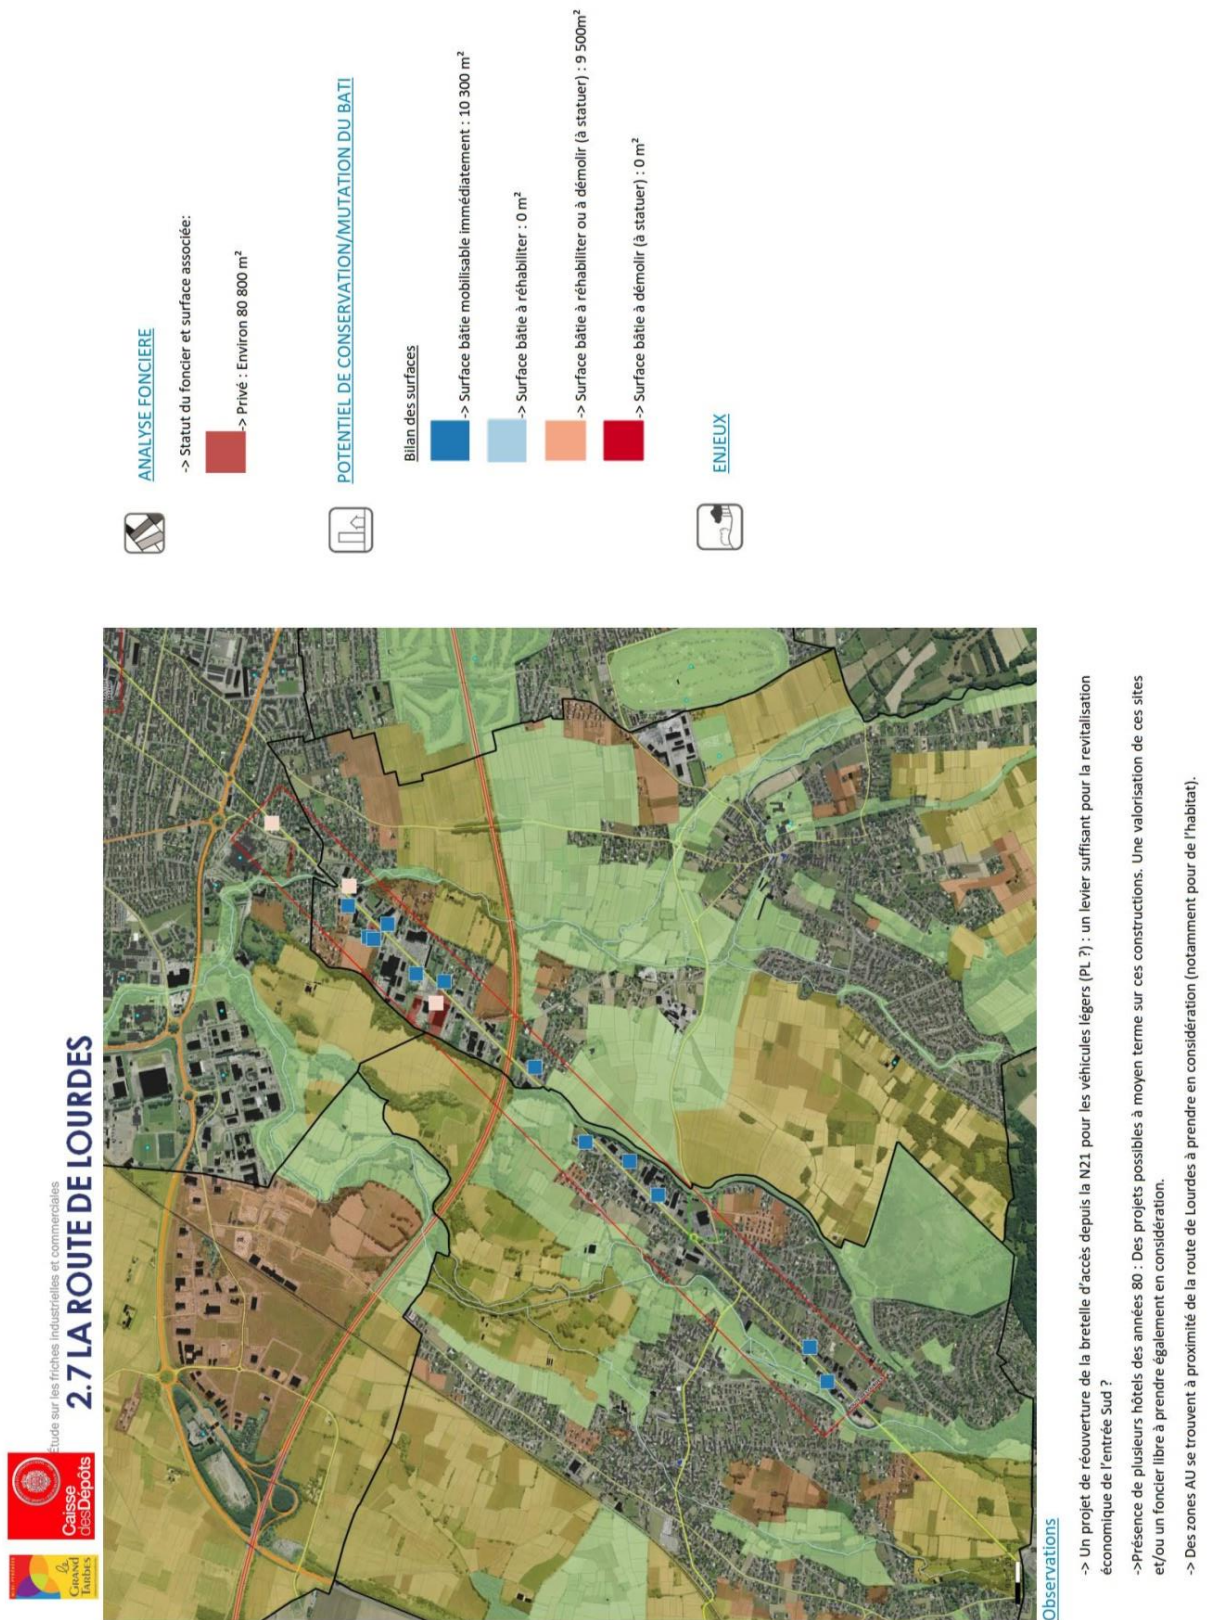 le
GRAND
TARBES
Caisse
desDépôts
Étude sur les friches industrielles et commerciales
2.7 LA ROUTE DE LOURDES
ANALYSE FONCIERE
-> Statut du foncier et surface associée:
-> Privé : Environ 80 800 m²
POTENTIEL DE CONSERVATION/MUTATION DU BATI
Bilan des surfaces
-> Surface bâtie mobilisable immédiatement : 10 300 m²
-> Surface bâtie à réhabiliter : 0 m²
-> Surface bâtie à réhabiliter ou à démolir (à statuer) : 9 500m²
-> Surface bâtie à démolir (à statuer) : 0 m²
ENJEUX
Observations
-> Un projet de réouverture de la bretelle d'accès depuis la N21 pour les véhicules légers (PL ?) : un levier suffisant pour la revitalisation
économique de l'entrée Sud ?
->Présence de plusieurs hôtels des années 80 : Des projets possibles à moyen terme sur ces constructions. Une valorisation de ces sites
et/ou un foncier libre à prendre également en considération.
-> Des zones AU se trouvent à proximité de la route de Lourdes à prendre en considération (notamment pour de l'habitat).